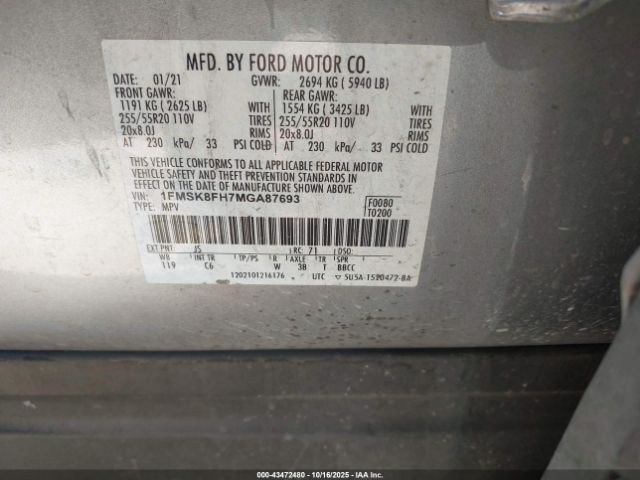 MFD. BY FORD MOTOR CO.
DATE: 01/21 GVWR: 2694 KG ( 5940 LB)
FRONT GAWR: REAR GAWR:
1191 KG ( 2625 LB) WITH 1554 KG ( 3425 LB) WITH
255/55R20 110V TIRES 255/55R20 110V TIRES
20x8.0J RIMS 20x8.0J RIMS
AT 230 kPa/ 33 PSI COLD AT 230 kPa/ 33 PSI COLD
THIS VEHICLE CONFORMS TO ALL APPLICABLE FEDERAL MOTOR
VEHICLE SAFETY AND THEFT PREVENTION STANDARDS IN
EFFECT ON THE DATE OF MANUFACTURE SHOWN ABOVE.
VIN: 1FMSK8FH7MGA87693 F0080
TYPE: MPV T0200
EXT PNT: JS RC: 71 DSO:
WB INT TR TP/PS R AXLE TR SPR
119 C6 W 3B T BBCC
1202101216176 UTC ▽ 5U5A-1520472-BA
000-43472480 - 10/16/2025 - IAAI.COM